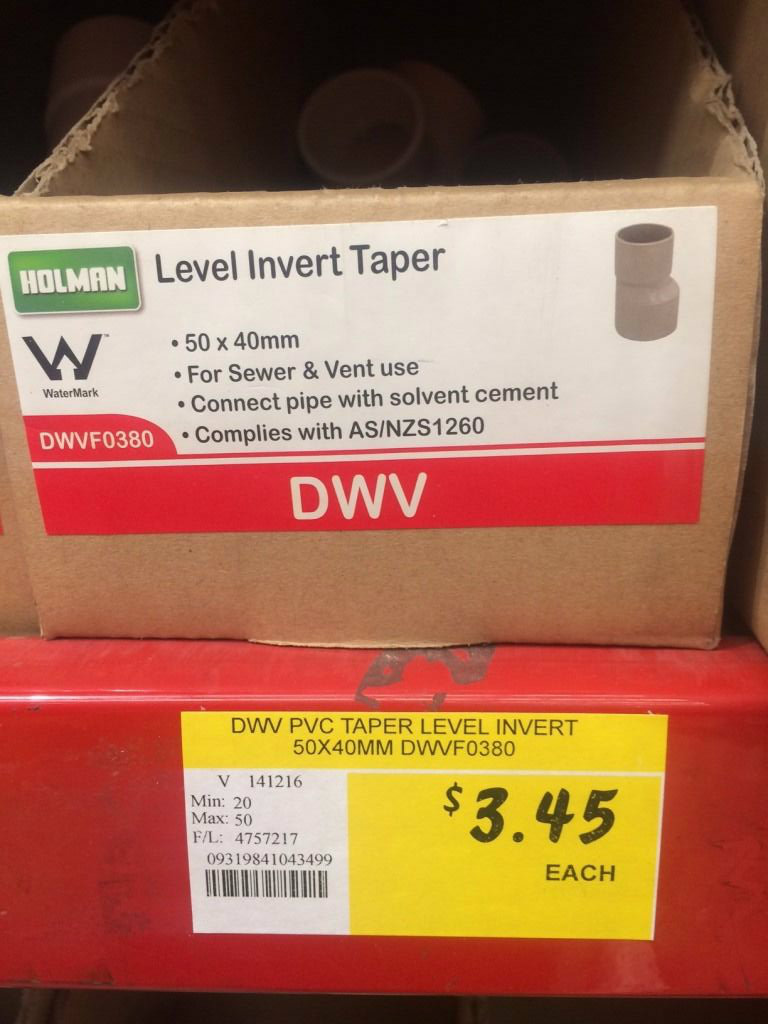 HOLMAN
Level Invert Taper
• 50 x 40mm
• For Sewer & Vent use
• Connect pipe with solvent cement
• Complies with AS/NZS1260
W™
WaterMark
DWVF0380
DWV
DWV PVC TAPER LEVEL INVERT
50X40MM DWVF0380
V 141216
Min: 20
Max: 50
F/L: 4757217
09319841043499
$3.45
EACH